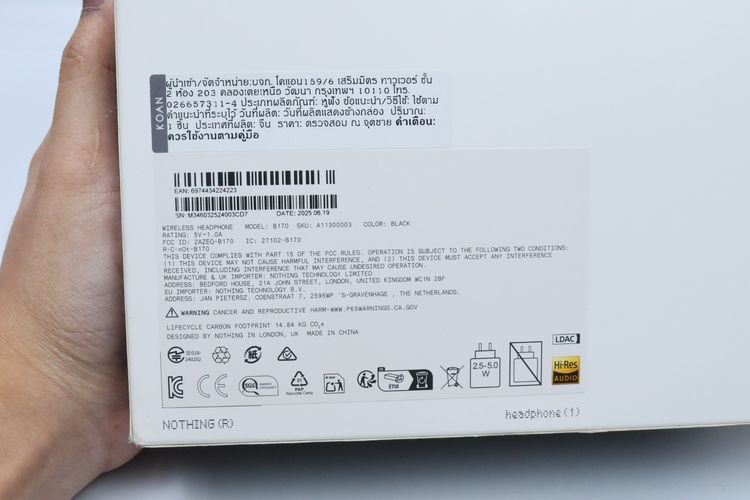 KOAN
ผู้นำเข้า/จัดจำหน่าย:บจก. โคแอน159/6 เสริมมิตร ทาวเวอร์ ชั้น
2 ห้อง 203 คลองเตยเหนือ วัฒนา กรุงเทพฯ 10110 โทร.
026657311-4 ประเภทผลิตภัณฑ์: หูฟัง ข้อแนะนำ/วิธีใช้: ใช้ตาม
คำแนะนำที่ระบุไว้ วันที่ผลิต: วันที่ผลิตแสดงข้างกล่อง ปริมาณ:
1 ชิ้น ประเทศที่ผลิต: จีน ราคา: ตรวจสอบ ณ จุดขาย คำเตือน:
ควรใช้งานตามคู่มือ
EAN: 6974434224223
SN: M346032524003CD7 DATE: 2025.06.19
WIRELESS HEADPHONE MODEL: B170 SKU: A11300003 COLOR: BLACK
RATING: 5V⎓1.0A
FCC ID: 2AZEQ-B170 IC: 27102-B170
R-C-nOt-B170
THIS DEVICE COMPLIES WITH PART 15 OF THE FCC RULES. OPERATION IS SUBJECT TO THE FOLLOWING TWO CONDITIONS:
(1) THIS DEVICE MAY NOT CAUSE HARMFUL INTERFERENCE, AND (2) THIS DEVICE MUST ACCEPT ANY INTERFERENCE
RECEIVED, INCLUDING INTERFERENCE THAT MAY CAUSE UNDESIRED OPERATION.
MANUFACTURE & UK IMPORTER: NOTHING TECHNOLOGY LIMITED
ADDRESS: BEDFORD HOUSE, 21A JOHN STREET, LONDON, UNITED KINGDOM WC1N 2BF
EU IMPORTER: NOTHING TECHNOLOGY B.V.
ADDRESS: JAN PIETERSZ. COENSTRAAT 7, 2595WP 'S-GRAVENHAGE, THE NETHERLANDS.
WARNING CANCER AND REPRODUCTIVE HARM-WWW.P65WARNINGS.CA.GOV
LIFECYCLE CARBON FOOTPRINT 14.84 KG CO₂e
DESIGNED BY NOTHING IN LONDON, UK MADE IN CHINA
018-
240252
紙
LDAC
CE
SGS
PAP
Raccolta Carta
FR
2.5-5.0
W
Hi-Res
AUDIO
NOTHING (R)
headphone (1)